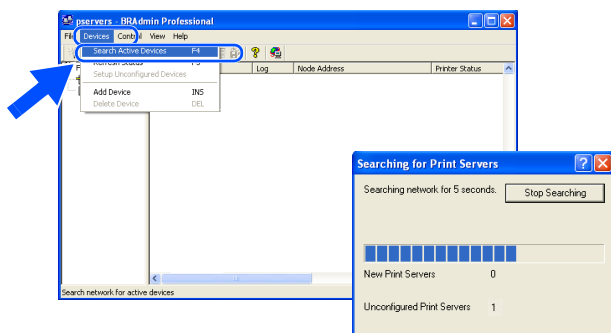 pservers - BRAdmin Professional
File Devices Control View Help
Search Active Devices F4
Refresh Status F5
Setup Unconfigured Devices
Add Device INS
Delete Device DEL
Log Node Address Printer Status
Search network for active devices
Searching for Print Servers
Searching network for 5 seconds.
Stop Searching
New Print Servers 0
Unconfigured Print Servers 1